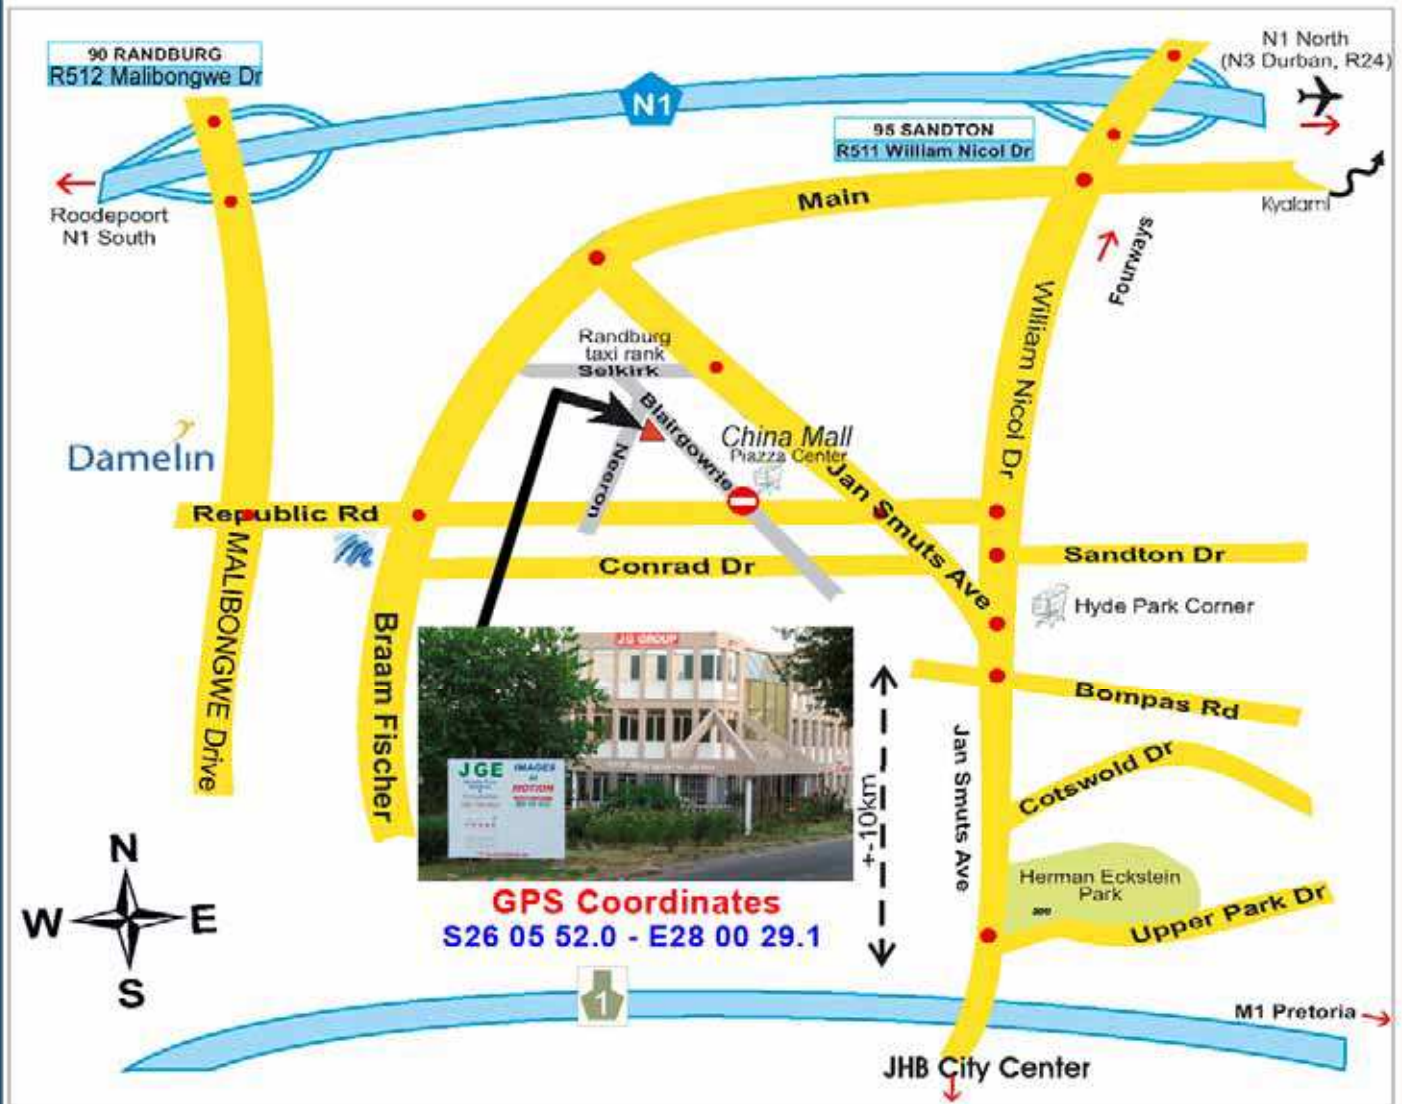 90 RANDBURG
R512 Malibongwe Dr
N1 North
(N3 Durban, R24)
N1
95 SANDTON
R511 William Nicol Dr
Main
Kyalami
Roodepoort
N1 South
Fourways
William Nicol Dr
Randburg
taxi rank
Selkirk
Blairgowrie
Neeron
China Mall
Piazza Center
Damelin
Republic Rd
Jan Smuts Ave
Conrad Dr
Sandton Dr
Hyde Park Corner
MALIBONGWE Drive
Braam Fischer
JG GROUP
JGE
IMAGES
MOTION
Bompas Rd
Jan Smuts Ave
Cotswold Dr
+-10km
Herman Eckstein
Park
zoo
Upper Park Dr
GPS Coordinates
S26 05 52.0 - E28 00 29.1
N
W
E
S
1
M1 Pretoria
JHB City Center